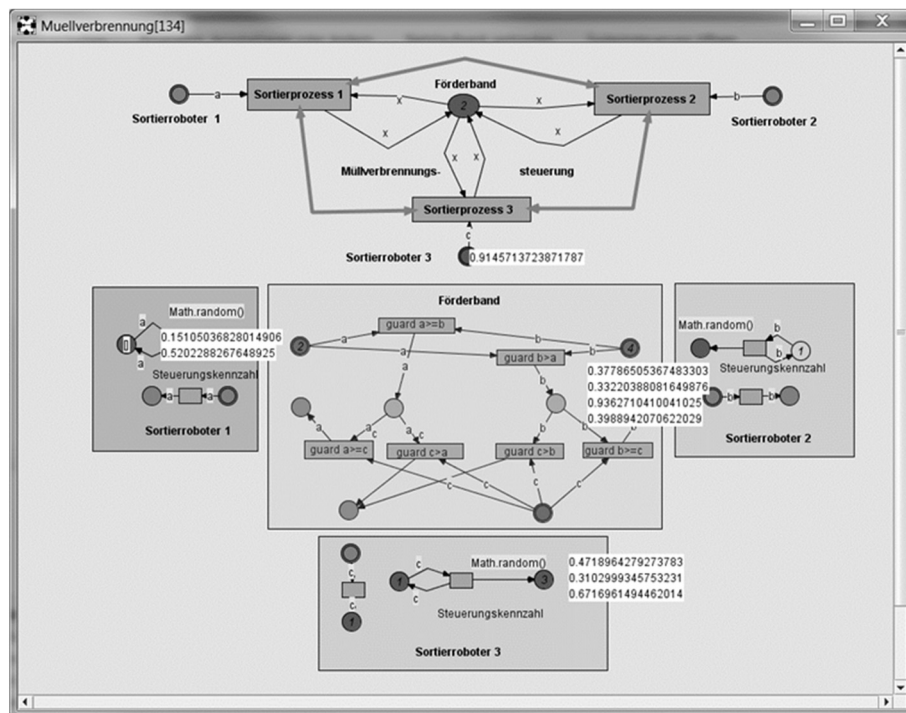 Muellverbrennung[134]
Förderband
Sortierprozess 1
a
x
2
x
Sortierprozess 2
b
Sortierroboter 1
Sortierroboter 2
x
x
x
x
Müllverbrennungs-
steuerung
Sortierprozess 3
c
Sortierroboter 3
0.9145713723871787
Math.random()
a
0.15105036828014906
0.5202288267648925
a
Steuerungskennzahl
a
a
Sortierroboter 1
Förderband
guard a>=b
2
a
b
4
a
b
guard b>a
a
b
0.37786505367483303
0.33220388081649876
0.9362710410041025
0.3988942070622029
a
a
c
a
c
b
b
b
guard a>=c
guard c>a
guard c>b
guard b>=c
c
c
c
c
b
Math.random()
b
1
Steuerungskennzahl
b
b
Sortierroboter 2
c
c
1
1
c
c
Math.random()
3
0.4718964279273783
0.3102999345753231
0.6716961494462014
Steuerungskennzahl
Sortierroboter 3